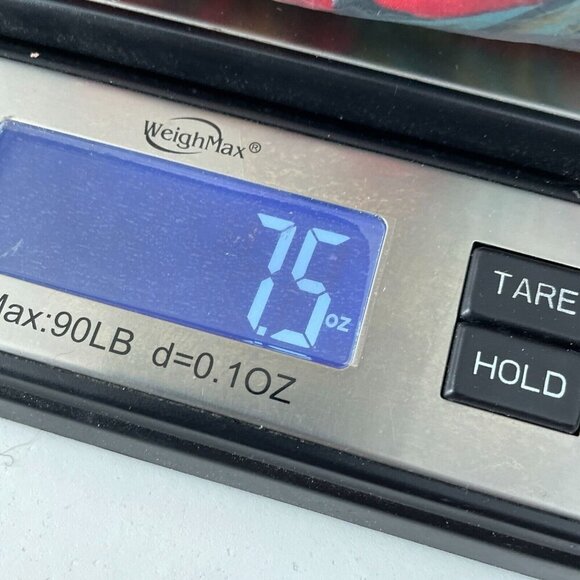 WeighMax®
7.5 oz
Max:90LB d=0.1OZ
TARE
HOLD